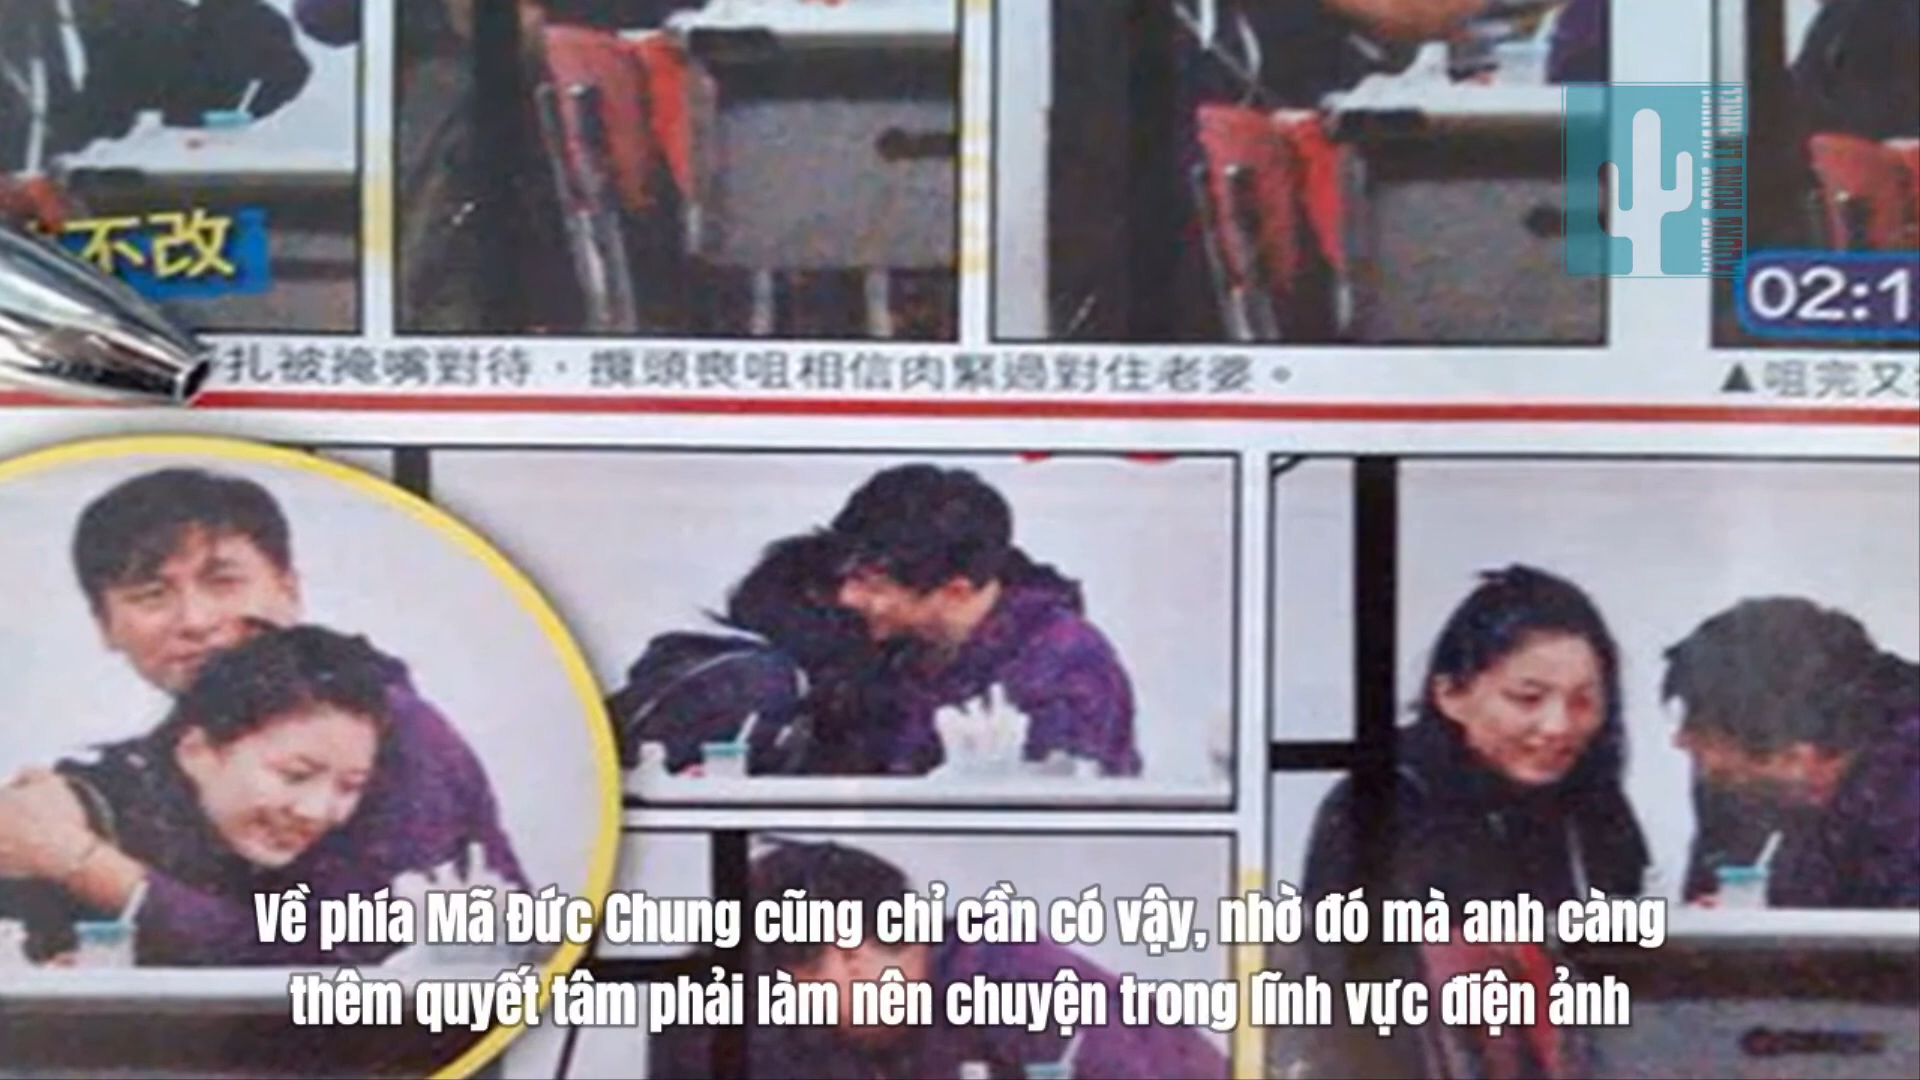 不改
02:1
扎被掩嘴對待，攬頭喪咀相信肉緊過對住老婆。
▲咀完又
Về phía Mã Đức Chung cũng chỉ cần có vậy, nhờ đó mà anh càng
thêm quyết tâm phải làm nên chuyện trong lĩnh vực điện ảnh